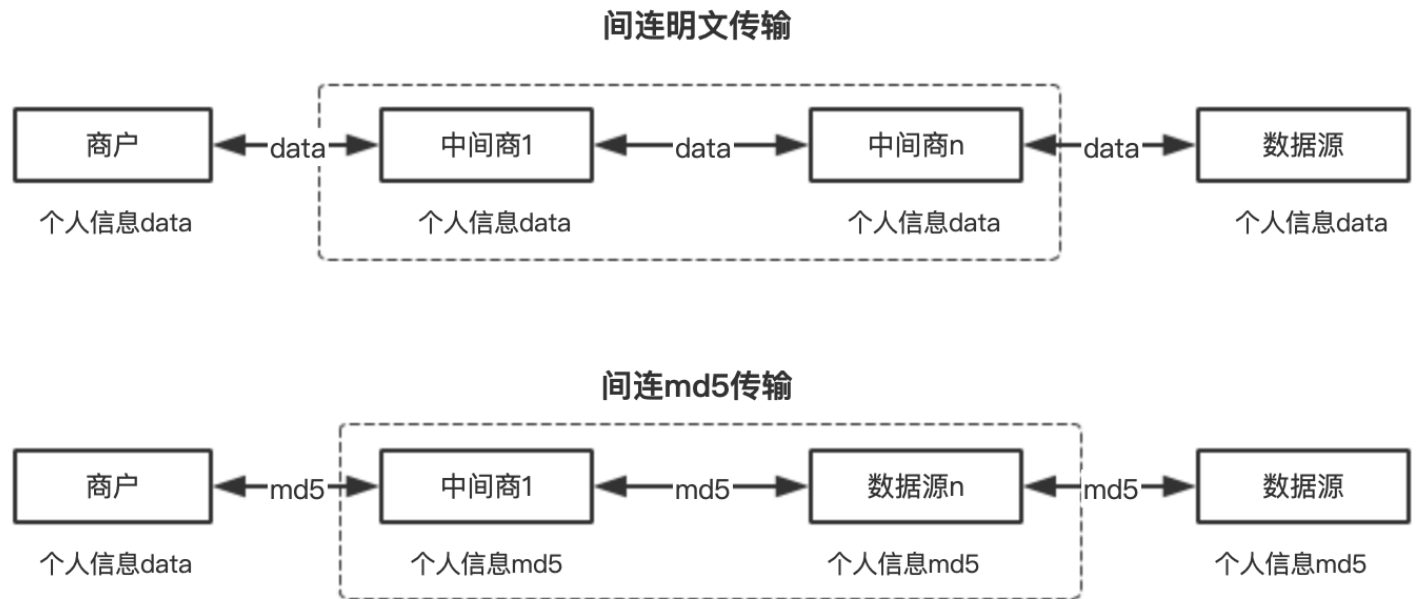 间连明文传输
商户 data 中间商1 data 中间商n data 数据源
个人信息data 个人信息data 个人信息data 个人信息data
间连md5传输
商户 md5 中间商1 md5 数据源n md5 数据源
个人信息data 个人信息md5 个人信息md5 个人信息md5